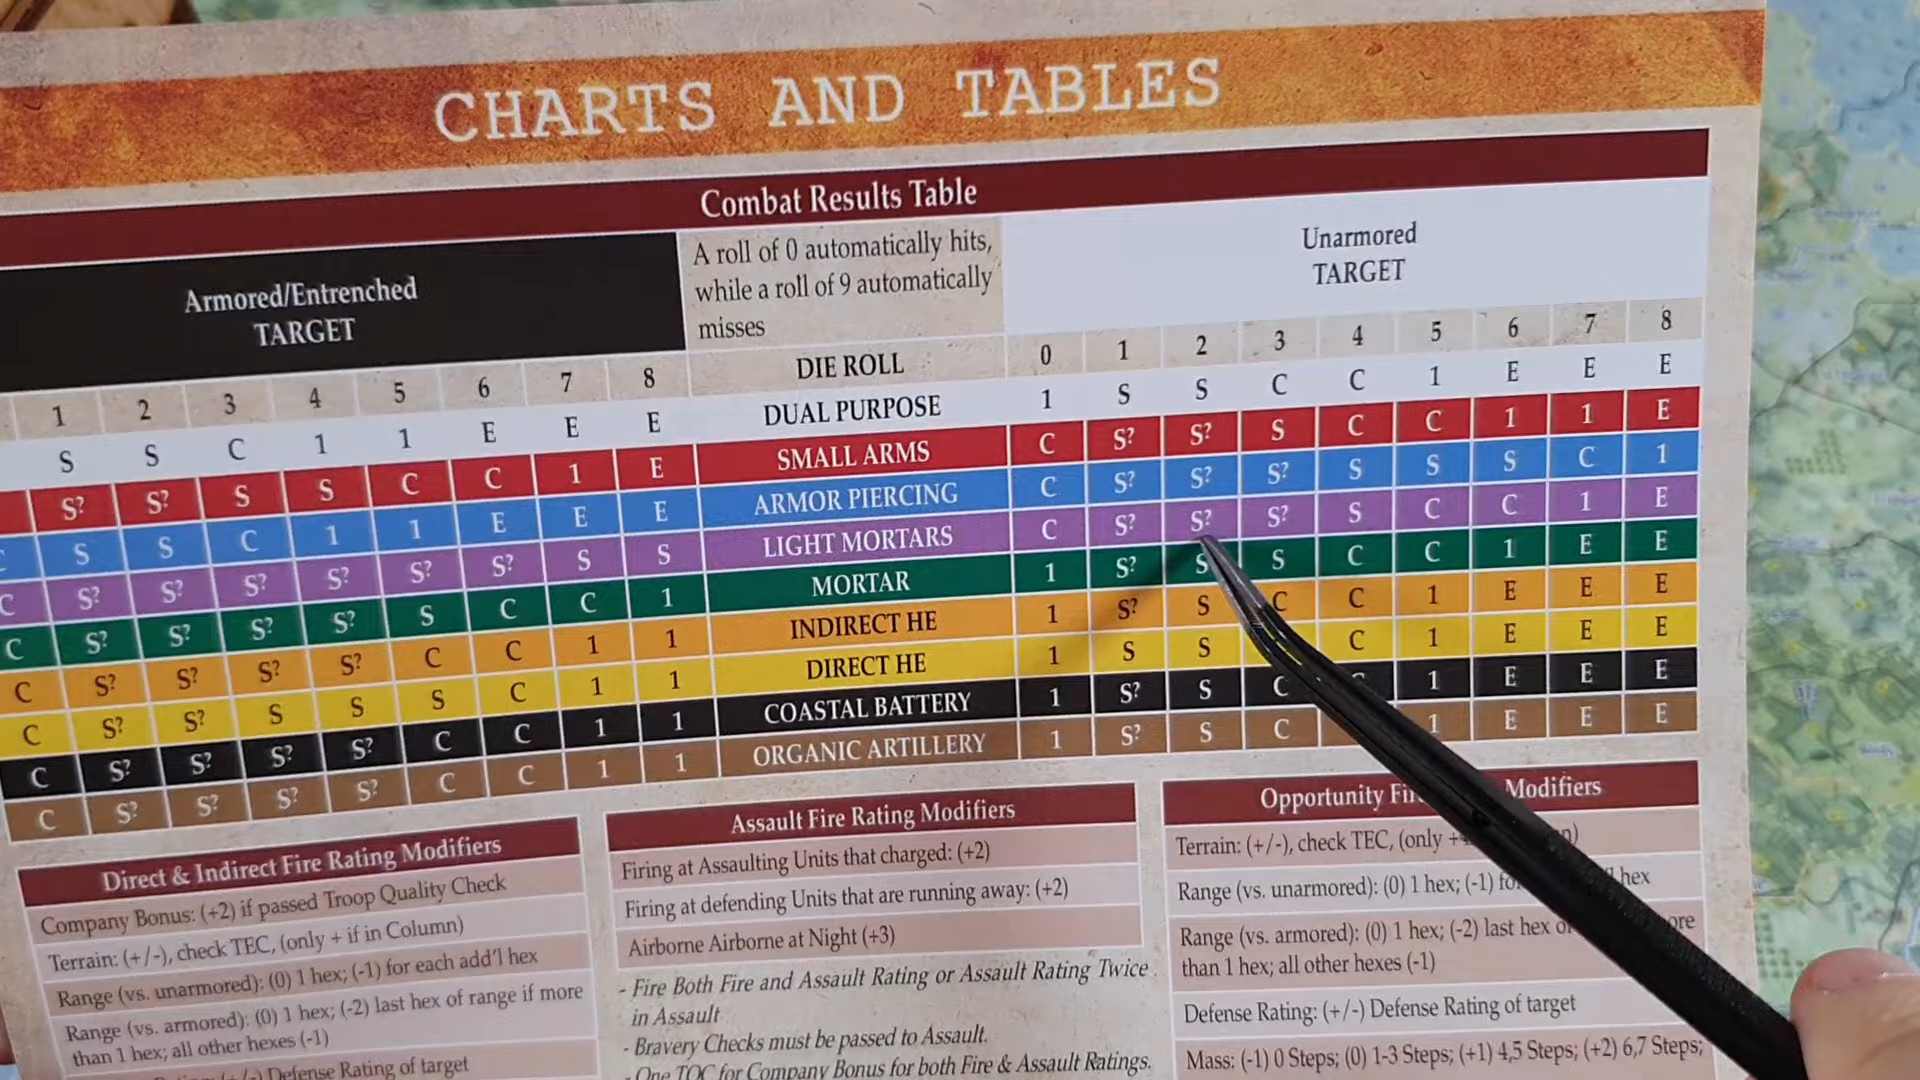 CHARTS AND TABLES
Combat Results Table
Armored/Entrenched
TARGET
A roll of 0 automatically hits,
while a roll of 9 automatically
misses
Unarmored
TARGET
1 2 3 4 5 6 7 8 DIE ROLL 0 1 2 3 4 5 6 7 8
S S C 1 1 E E E DUAL PURPOSE 1 S S C C 1 E E E
S? S? S S C C 1 E SMALL ARMS C S? S? S C C 1 1 E
S S C 1 1 E E E ARMOR PIERCING C S? S? S? S S S C 1
C S? S? S? S? S? S? S S LIGHT MORTARS C S? S? S? S C C 1 E
C S? S? S? S? S C C 1 MORTAR 1 S? S S C C 1 E E
C S? S? S? S? C C 1 1 INDIRECT HE 1 S? S C C 1 E E E
C S? S? S S S C 1 1 DIRECT HE 1 S S C 1 E E E
C S? S? S? S? C C 1 1 COASTAL BATTERY 1 S? S C 1 E E E
C S? S? S? S? C C 1 1 ORGANIC ARTILLERY 1 S? S C 1 E E E
Direct & Indirect Fire Rating Modifiers
Company Bonus: (+2) if passed Troop Quality Check
Terrain: (+/-), check TEC, (only + if in Column)
Range (vs. unarmored): (0) 1 hex; (-1) for each add'l hex
Range (vs. armored): (0) 1 hex; (-2) last hex of range if more
than 1 hex; all other hexes (-1)
Defense Rating of target
Assault Fire Rating Modifiers
Firing at Assaulting Units that charged: (+2)
Firing at defending Units that are running away: (+2)
Airborne Airborne at Night (+3)
- Fire Both Fire and Assault Rating or Assault Rating Twice
in Assault
- Bravery Checks must be passed to Assault.
- One TQC for Company Bonus for both Fire & Assault Ratings.
Opportunity Modifiers
Terrain: (+/-), check TEC, (only
Range (vs. unarmored): (0) 1 hex; (-1) hex
Range (vs. armored): (0) 1 hex; (-2) last hex
than 1 hex; all other hexes (-1)
Defense Rating: (+/-) Defense Rating of target
Mass: (-1) 0 Steps; (0) 1-3 Steps; (+1) 4,5 Steps; (+2) 6,7 Steps;